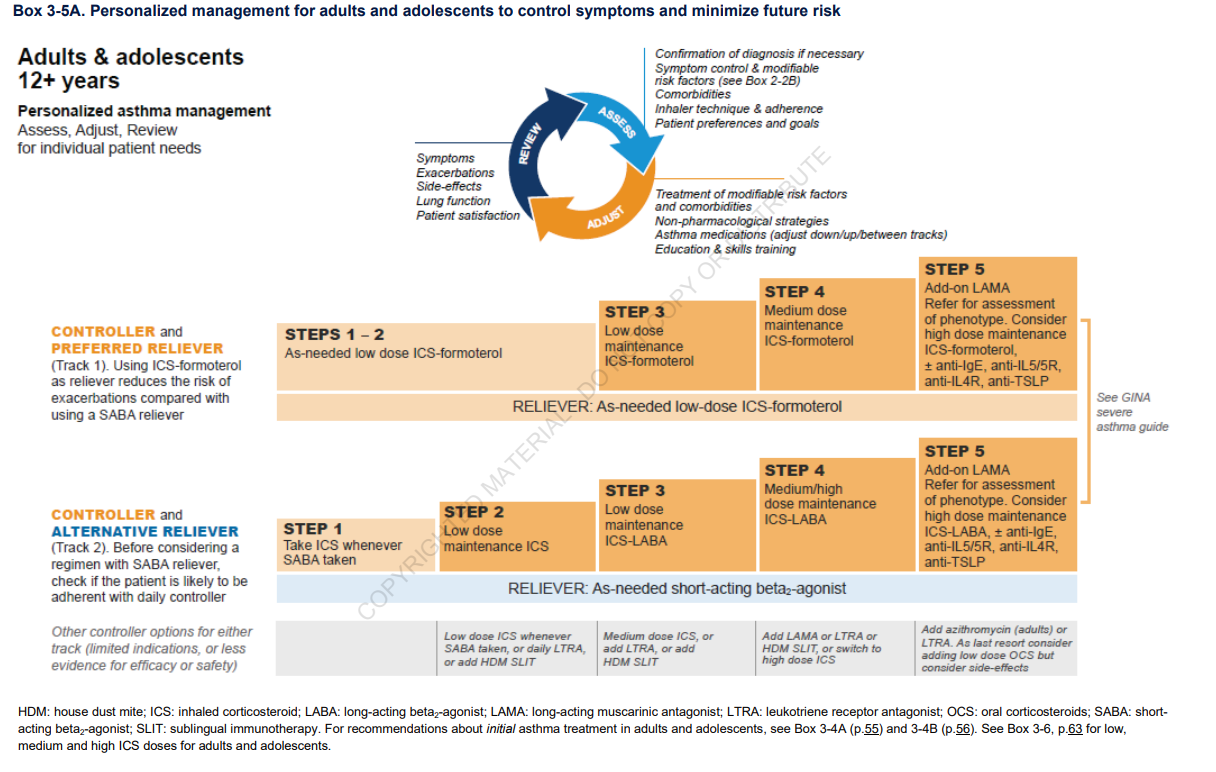 Box 3-5A. Personalized management for adults and adolescents to control symptoms and minimize future risk
Adults & adolescents
12+ years
Personalized asthma management
Assess, Adjust, Review
for individual patient needs
REVIEW
ASSESS
ADJUST
Confirmation of diagnosis if necessary
Symptom control & modifiable
risk factors (see Box 2-2B)
Comorbidities
Inhaler technique & adherence
Patient preferences and goals
Symptoms
Exacerbations
Side-effects
Lung function
Patient satisfaction
Treatment of modifiable risk factors
and comorbidities
Non-pharmacological strategies
Asthma medications (adjust down/up/between tracks)
Education & skills training
CONTROLLER and
PREFERRED RELIEVER
(Track 1). Using ICS-formoterol
as reliever reduces the risk of
exacerbations compared with
using a SABA reliever
STEPS 1 – 2
As-needed low dose ICS-formoterol
STEP 3
Low dose
maintenance
ICS-formoterol
STEP 4
Medium dose
maintenance
ICS-formoterol
STEP 5
Add-on LAMA
Refer for assessment
of phenotype. Consider
high dose maintenance
ICS-formoterol,
± anti-IgE, anti-IL5/5R,
anti-IL4R, anti-TSLP
RELIEVER: As-needed low-dose ICS-formoterol
See GINA
severe
asthma guide
CONTROLLER and
ALTERNATIVE RELIEVER
(Track 2). Before considering a
regimen with SABA reliever,
check if the patient is likely to be
adherent with daily controller
STEP 1
Take ICS whenever
SABA taken
STEP 2
Low dose
maintenance ICS
STEP 3
Low dose
maintenance
ICS-LABA
STEP 4
Medium/high
dose maintenance
ICS-LABA
STEP 5
Add-on LAMA
Refer for assessment
of phenotype. Consider
high dose maintenance
ICS-LABA, ± anti-IgE,
anti-IL5/5R, anti-IL4R,
anti-TSLP
RELIEVER: As-needed short-acting beta₂-agonist
Other controller options for either
track (limited indications, or less
evidence for efficacy or safety)
Low dose ICS whenever
SABA taken, or daily LTRA,
or add HDM SLIT
Medium dose ICS, or
add LTRA, or add
HDM SLIT
Add LAMA or LTRA or
HDM SLIT, or switch to
high dose ICS
Add azithromycin (adults) or
LTRA. As last resort consider
adding low dose OCS but
consider side-effects
COPYRIGHTED MATERIAL - DO NOT COPY OR DISTRIBUTE
HDM: house dust mite; ICS: inhaled corticosteroid; LABA: long-acting beta₂-agonist; LAMA: long-acting muscarinic antagonist; LTRA: leukotriene receptor antagonist; OCS: oral corticosteroids; SABA: short-
acting beta₂-agonist; SLIT: sublingual immunotherapy. For recommendations about initial asthma treatment in adults and adolescents, see Box 3-4A (p.55) and 3-4B (p.56). See Box 3-6, p.63 for low,
medium and high ICS doses for adults and adolescents.